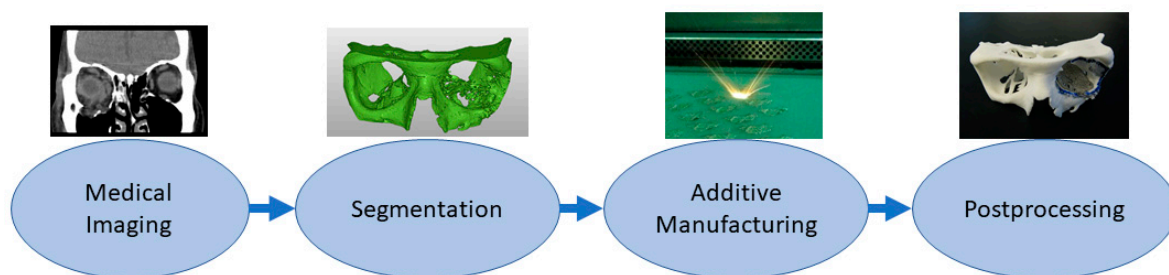 Medical
Imaging
Segmentation
Additive
Manufacturing
Postprocessing